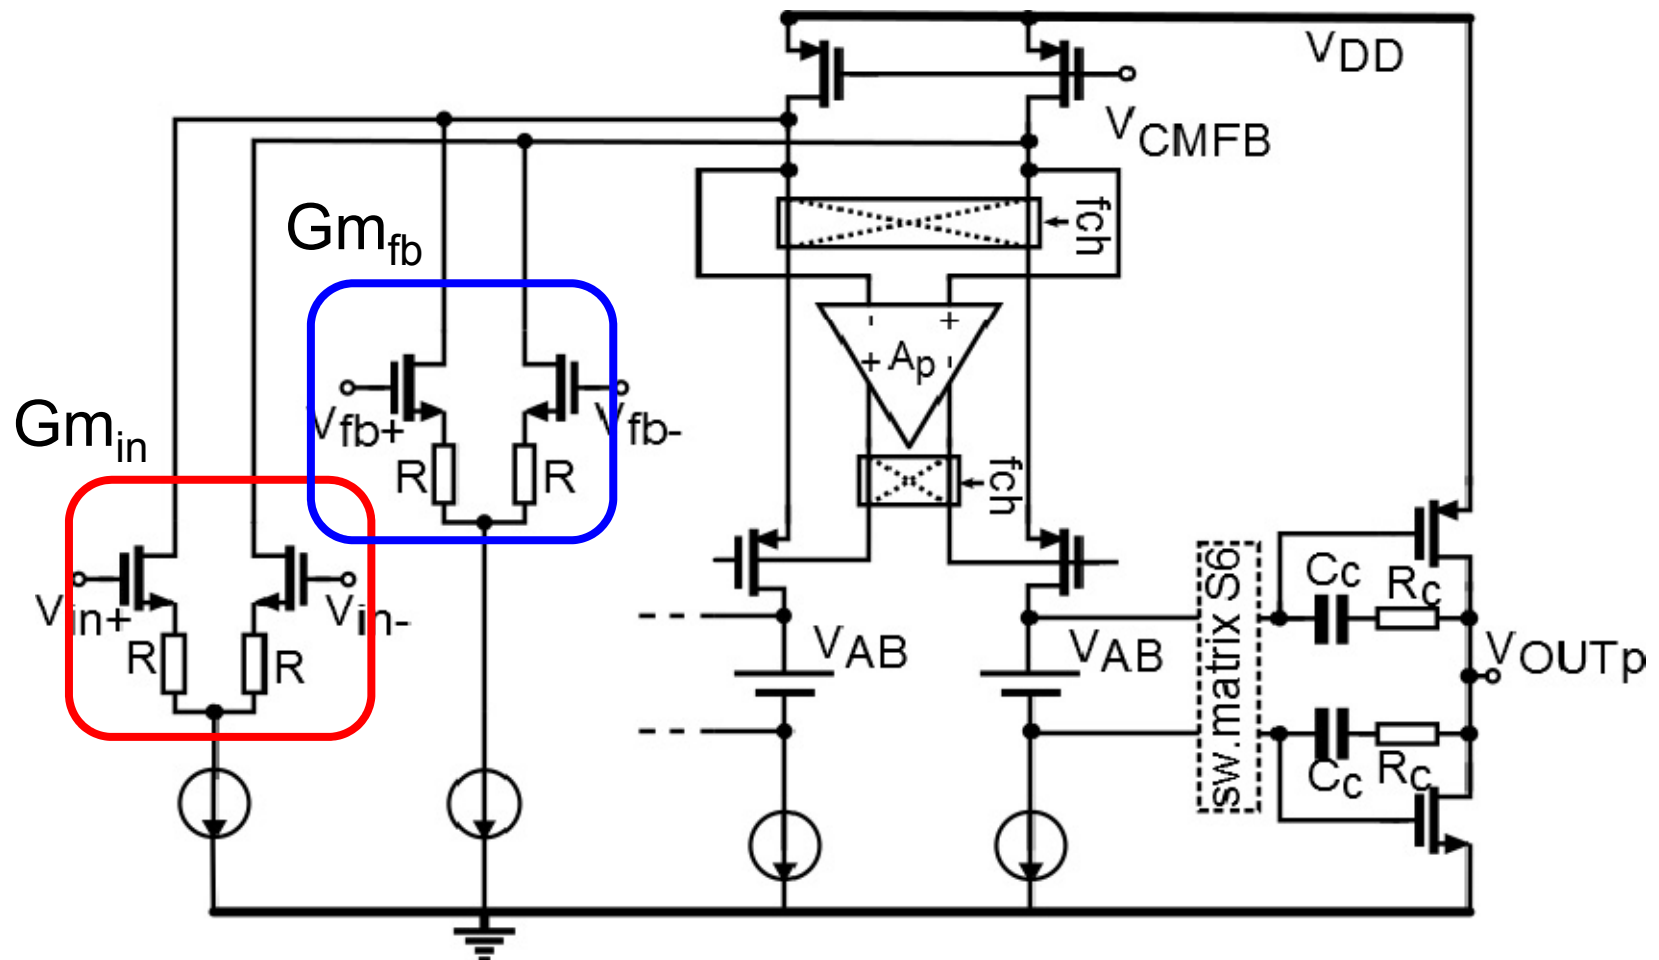 VDD
VCMFB
fch
Gmfb
- +
+ Ap -
Vfb+ Vfb-
Gmin
R R
fch
Vin+ Vin-
R R
VAB VAB
sw.matrix S6
Cc Rc
VOUTp
Cc Rc